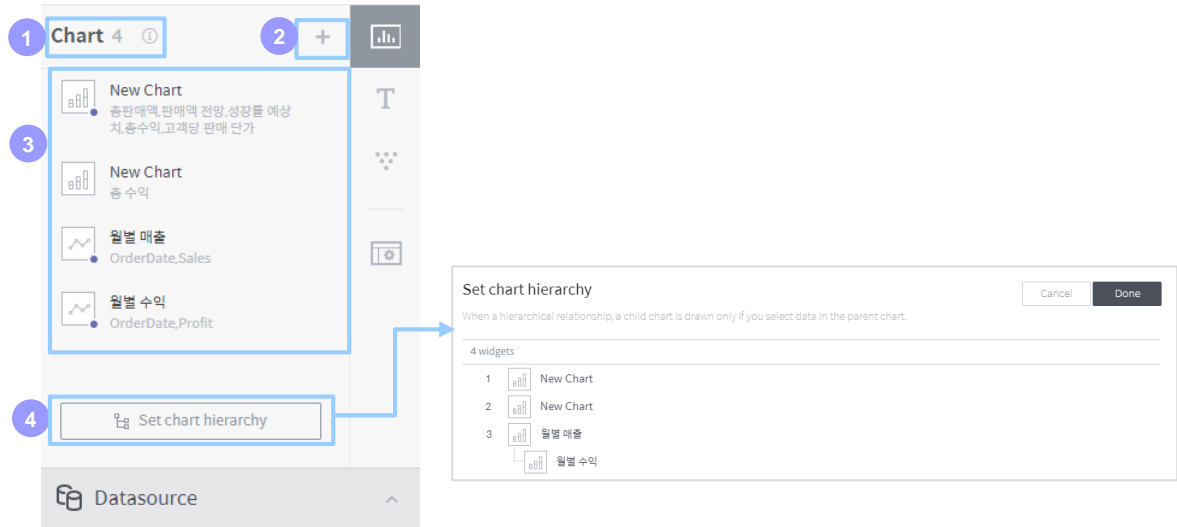 1
Chart 4
2
+
3
New Chart
총판매액,판매액 전망,성장률 예상
치,총수익,고객당 판매 단가
New Chart
총 수익
월별 매출
OrderDate,Sales
월별 수익
OrderDate,Profit
4
Set chart hierarchy
Datasource
T
Set chart hierarchy
Cancel
Done
When a hierarchical relationship, a child chart is drawn only if you select data in the parent chart.
4 widgets
1 New Chart
2 New Chart
3 월별 매출
월별 수익